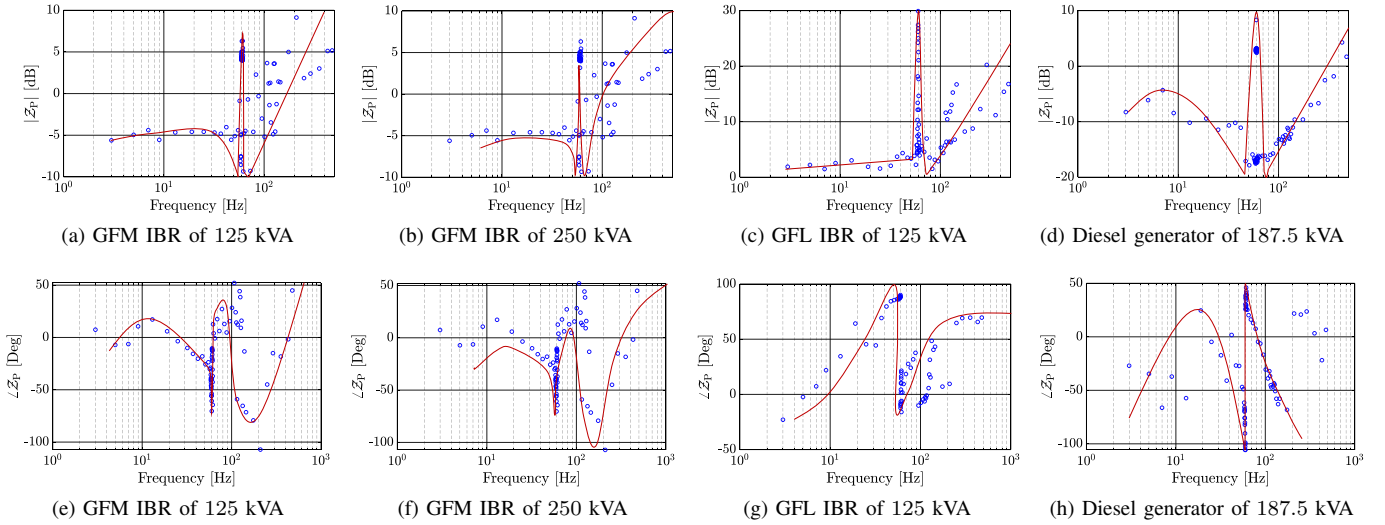 10
5
0
-5
-10
|Z_P| [dB]
10^0
10^1
10^2
Frequency [Hz]
(a) GFM IBR of 125 kVA
10
5
0
-5
-10
|Z_P| [dB]
10^0
10^1
10^2
Frequency [Hz]
(b) GFM IBR of 250 kVA
30
20
10
0
|Z_P| [dB]
10^0
10^1
10^2
Frequency [Hz]
(c) GFL IBR of 125 kVA
10
0
-10
-20
|Z_P| [dB]
10^0
10^1
10^2
Frequency [Hz]
(d) Diesel generator of 187.5 kVA
50
0
-50
-100
∠Z_P [Deg]
10^0
10^1
10^2
10^3
Frequency [Hz]
(e) GFM IBR of 125 kVA
50
0
-50
-100
∠Z_P [Deg]
10^0
10^1
10^2
10^3
Frequency [Hz]
(f) GFM IBR of 250 kVA
100
50
0
-50
∠Z_P [Deg]
10^0
10^1
10^2
10^3
Frequency [Hz]
(g) GFL IBR of 125 kVA
50
0
-50
-100
∠Z_P [Deg]
10^0
10^1
10^2
10^3
Frequency [Hz]
(h) Diesel generator of 187.5 kVA